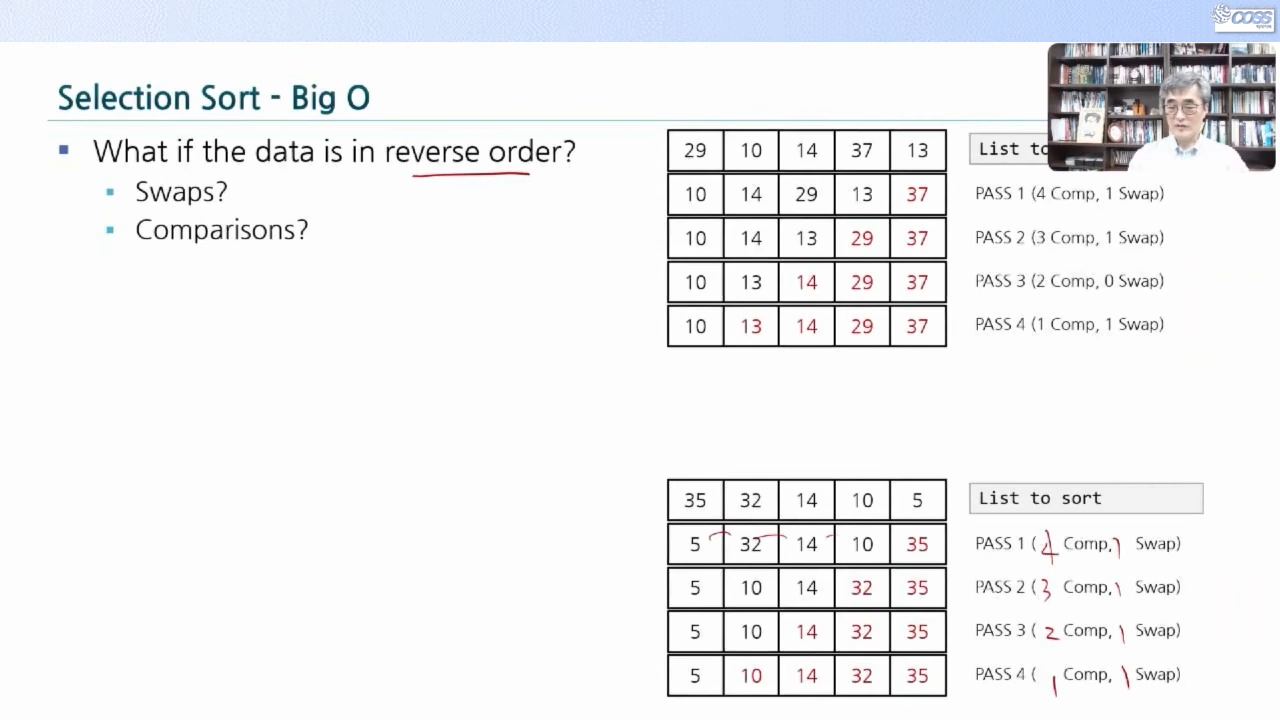 COSS
Selection Sort - Big O
What if the data is in reverse order?
Swaps?
Comparisons?
29 10 14 37 13 List to
10 14 29 13 37 PASS 1 (4 Comp, 1 Swap)
10 14 13 29 37 PASS 2 (3 Comp, 1 Swap)
10 13 14 29 37 PASS 3 (2 Comp, 0 Swap)
10 13 14 29 37 PASS 4 (1 Comp, 1 Swap)
35 32 14 10 5 List to sort
5 32 14 10 35 PASS 1 ( 4 Comp, 1 Swap)
5 10 14 32 35 PASS 2 ( 3 Comp, 1 Swap)
5 10 14 32 35 PASS 3 ( 2 Comp, 1 Swap)
5 10 14 32 35 PASS 4 ( 1 Comp, 1 Swap)